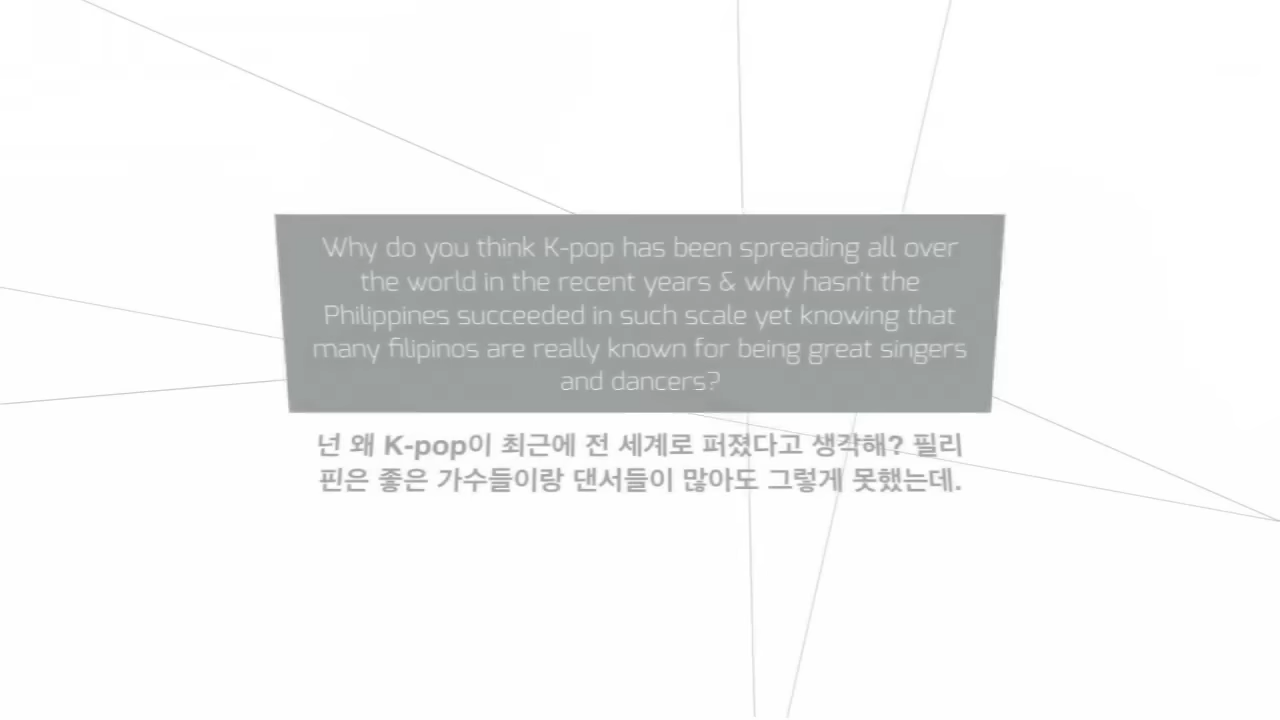 Why do you think K-pop has been spreading all over
the world in the recent years & why hasn't the
Philippines succeeded in such scale yet knowing that
many filipinos are really known for being great singers
and dancers?
넌 왜 K-pop이 최근에 전 세계로 퍼졌다고 생각해? 필리
핀은 좋은 가수들이랑 댄서들이 많아도 그렇게 못했는데.